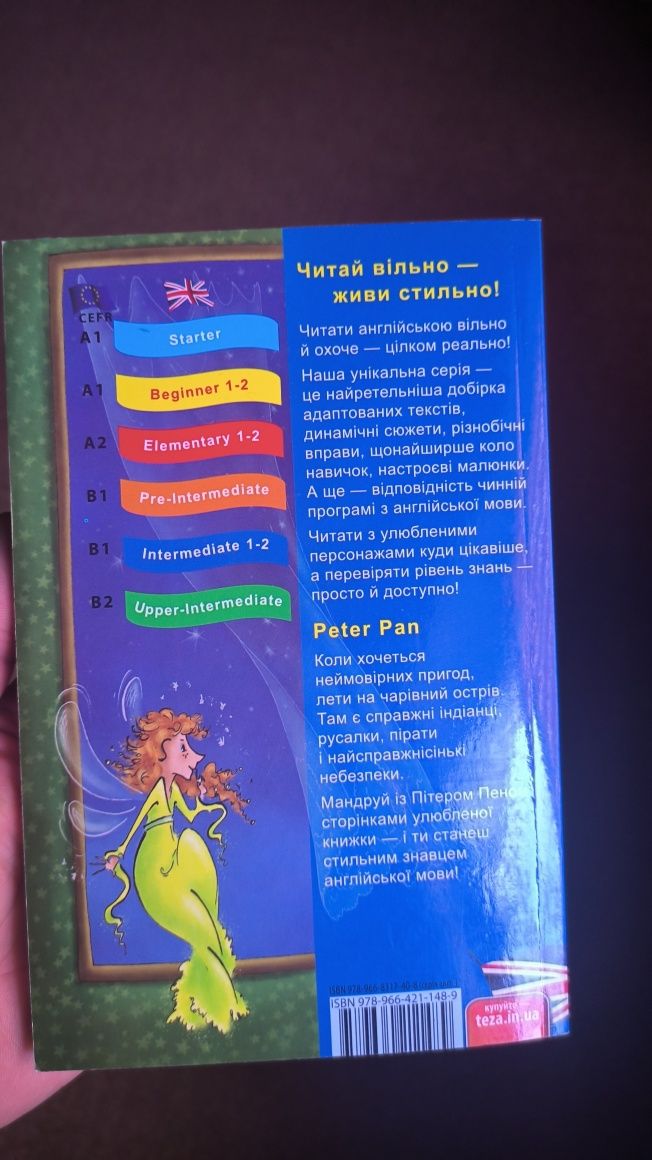 CEFR
A1 Starter
A1 Beginner 1-2
A2 Elementary 1-2
B1 Pre-Intermediate
B1 Intermediate 1-2
B2 Upper-Intermediate
Читай вільно —
живи стильно!
Читати англійською вільно
й охоче — цілком реально!
Наша унікальна серія —
це найретельніша добірка
адаптованих текстів,
динамічні сюжети, різнобічні
вправи, щонайширше коло
навичок, настроєві малюнки.
А ще — відповідність чинній
програмі з англійської мови.
Читати з улюбленими
персонажами куди цікавіше,
а перевіряти рівень знань —
просто й доступно!
Peter Pan
Коли хочеться
неймовірних пригод,
лети на чарівний острів.
Там є справжні індіанці,
русалки, пірати
і найсправжнісінькі
небезпеки.
Мандруй із Пітером Пеном
сторінками улюбленої
книжки — і ти станеш
стильним знавцем
англійської мови!
ISBN 978-966-421-148-9
купуйте
teza.in.ua